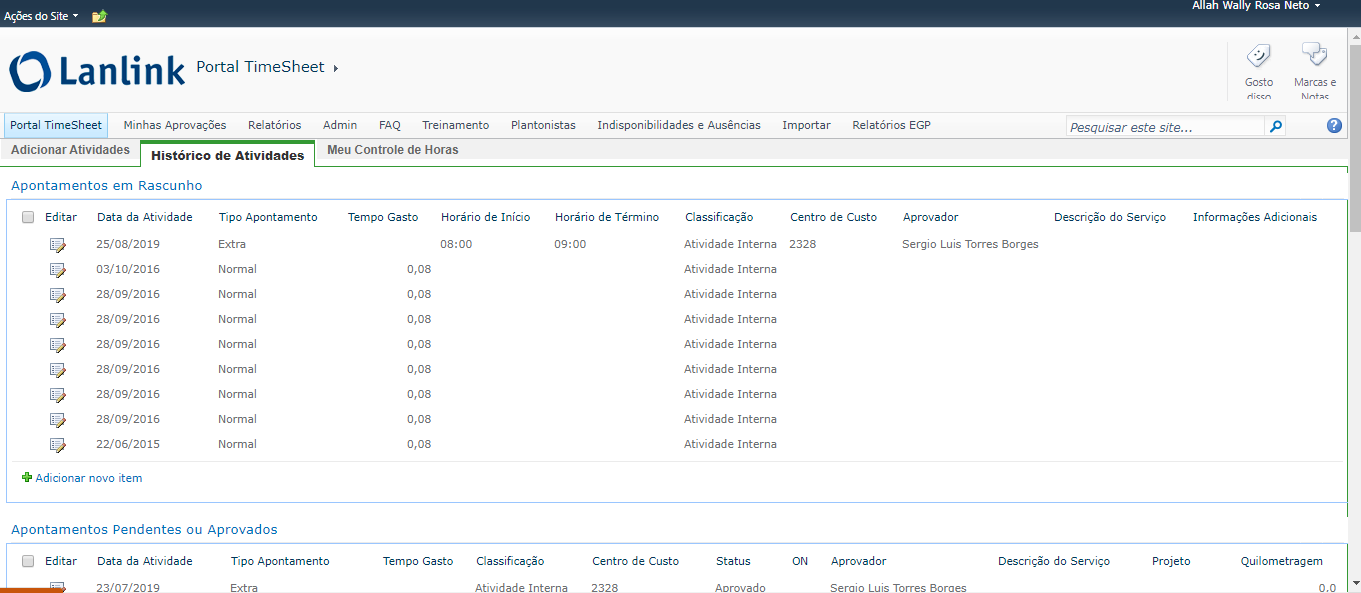 Ações do Site
Allah Wally Rosa Neto
Lanlink Portal TimeSheet
Gosto disso
Marcas e Notas
Portal TimeSheet Minhas Aprovações Relatórios Admin FAQ Treinamento Plantonistas Indisponibilidades e Ausências Importar Relatórios EGP Pesquisar este site...
Adicionar Atividades Histórico de Atividades Meu Controle de Horas
Apontamentos em Rascunho
Editar Data da Atividade Tipo Apontamento Tempo Gasto Horário de Início Horário de Término Classificação Centro de Custo Aprovador Descrição do Serviço Informações Adicionais
25/08/2019 Extra 08:00 09:00 Atividade Interna 2328 Sergio Luis Torres Borges
03/10/2016 Normal 0,08 Atividade Interna
28/09/2016 Normal 0,08 Atividade Interna
28/09/2016 Normal 0,08 Atividade Interna
28/09/2016 Normal 0,08 Atividade Interna
28/09/2016 Normal 0,08 Atividade Interna
28/09/2016 Normal 0,08 Atividade Interna
28/09/2016 Normal 0,08 Atividade Interna
22/06/2015 Normal 0,08 Atividade Interna
Adicionar novo item
Apontamentos Pendentes ou Aprovados
Editar Data da Atividade Tipo Apontamento Tempo Gasto Classificação Centro de Custo Status ON Aprovador Descrição do Serviço Projeto Quilometragem
23/07/2019 Extra Atividade Interna 2328 Aprovado Sergio Luis Torres Borges 0,0